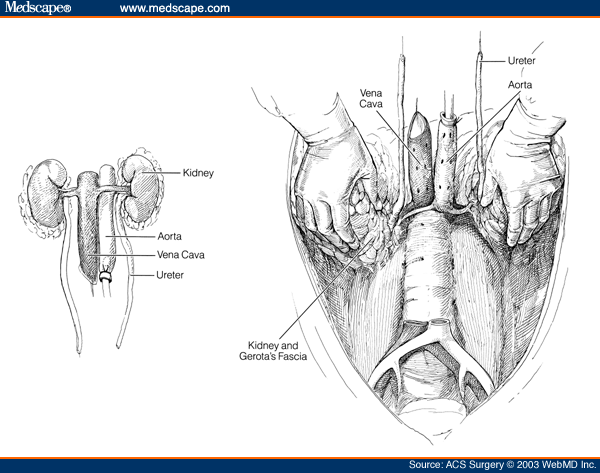 Medscape® www.medscape.com
Ureter
Aorta
Vena
Cava
Kidney
Aorta
Vena Cava
Ureter
Kidney and
Gerota's Fascia
Source: ACS Surgery © 2003 WebMD Inc.